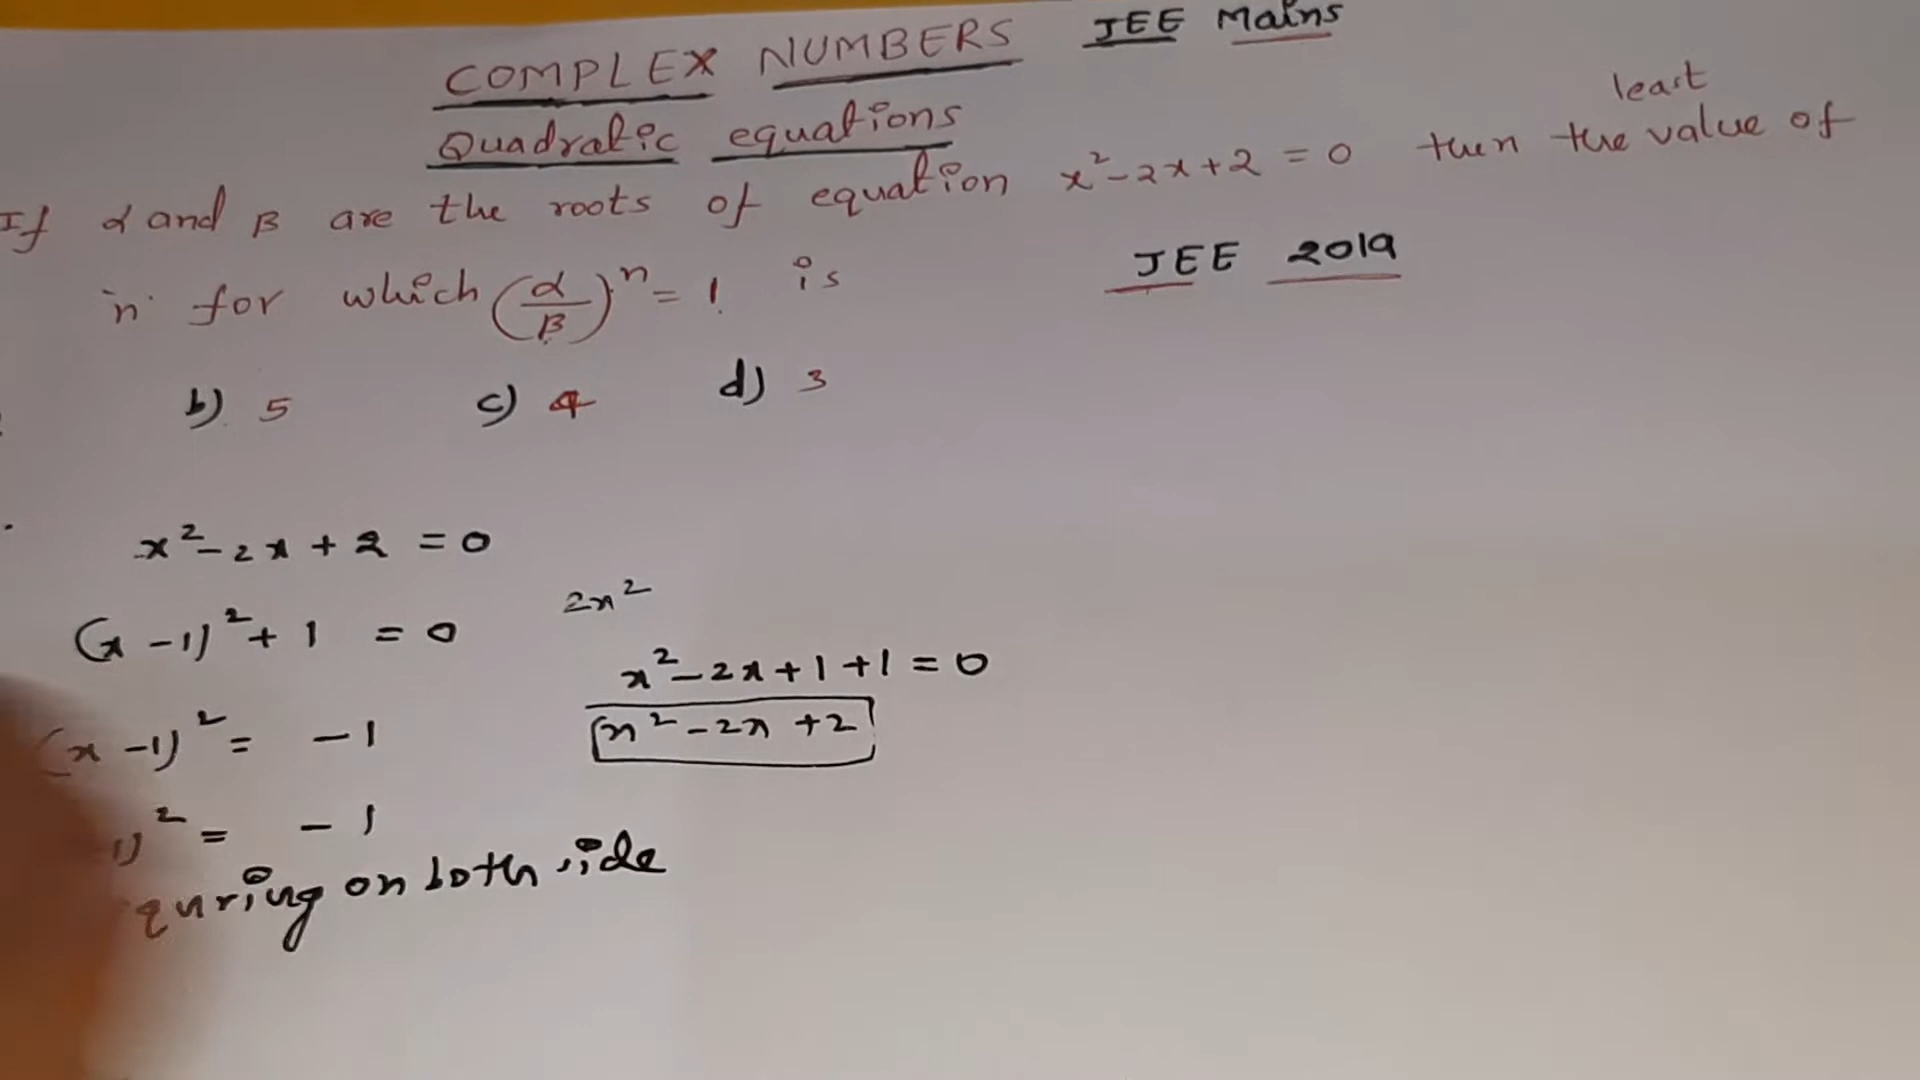 COMPLEX NUMBERS JEE Mains
Quadratic equations
least
If α and β are the roots of equation x²-2x+2 = 0 then the value of
'n' for which (α/β)ⁿ = 1 is
JEE 2019
b) 5 c) 4 d) 3
x²-2x+2 = 0
2x²
(x-1)²+1 = 0
x²-2x+1+1 = 0
x²-2x+2
(x-1)² = -1
1)² = -1
quring on both side